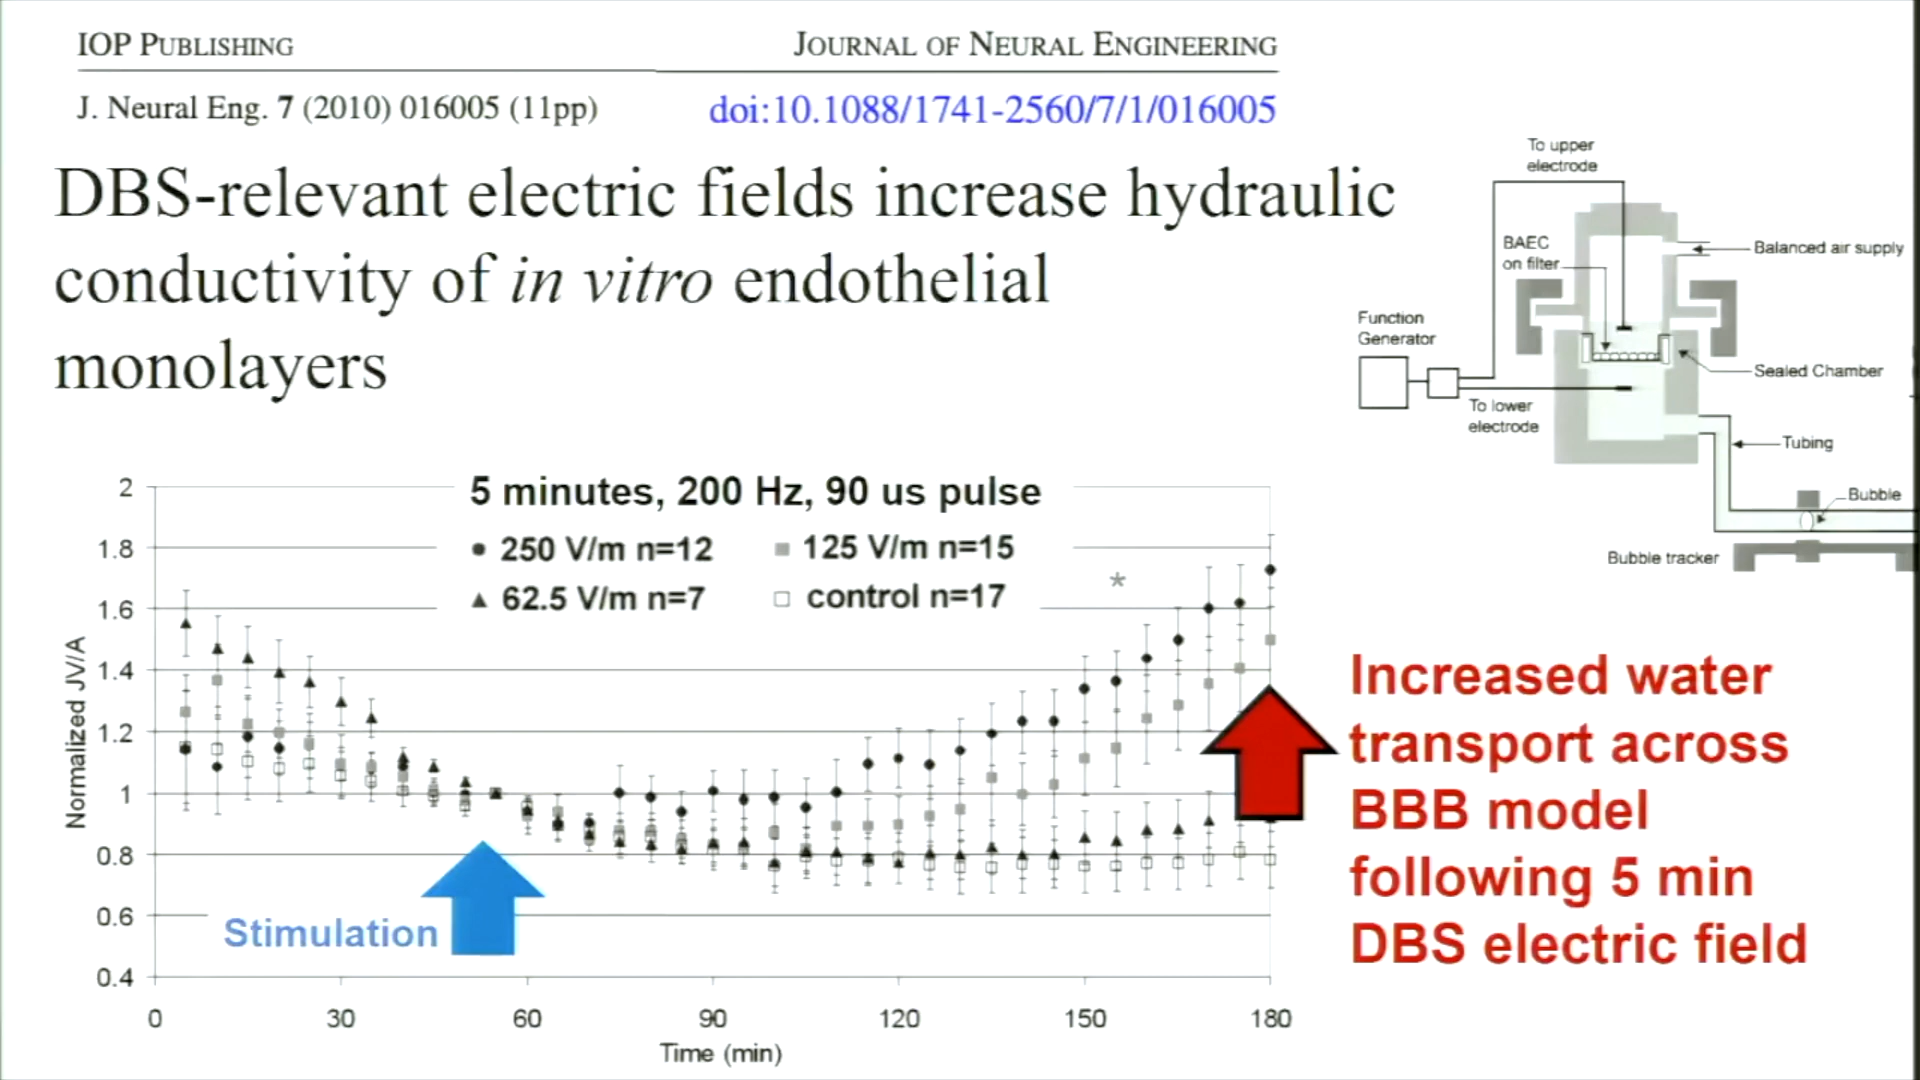 IOP PUBLISHING
JOURNAL OF NEURAL ENGINEERING
J. Neural Eng. 7 (2010) 016005 (11pp)
doi:10.1088/1741-2560/7/1/016005
DBS-relevant electric fields increase hydraulic
conductivity of in vitro endothelial
monolayers
To upper
electrode
BAEC
on filter
Balanced air supply
Function
Generator
Sealed Chamber
To lower
electrode
Tubing
Bubble
Bubble tracker
5 minutes, 200 Hz, 90 us pulse
250 V/m n=12
125 V/m n=15
62.5 V/m n=7
control n=17
*
Normalized JV/A
2
1.8
1.6
1.4
1.2
1
0.8
0.6
0.4
Stimulation
0 30 60 90 120 150 180
Time (min)
Increased water
transport across
BBB model
following 5 min
DBS electric field